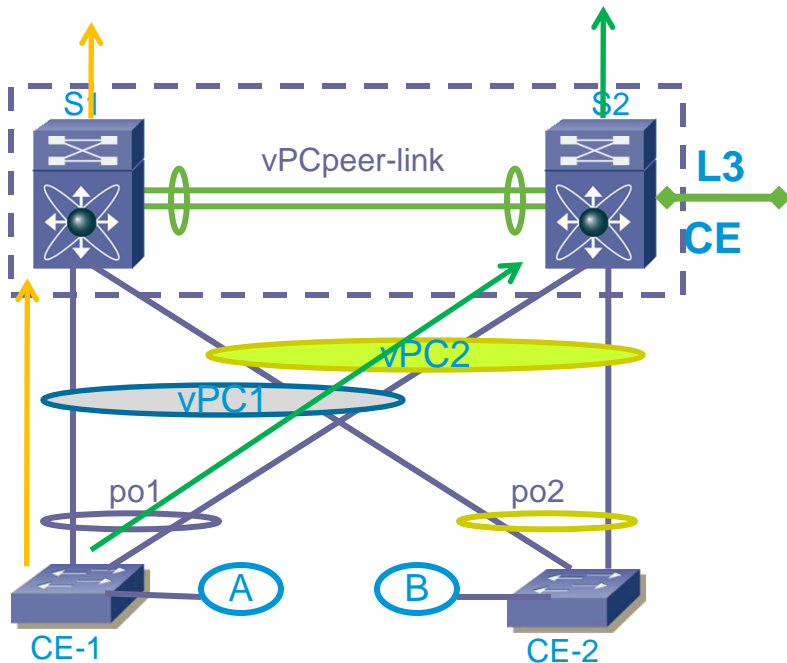 S1
S2
vPCpeer-link
L3
CE
vPC2
vPC1
po1
po2
A
B
CE-1
CE-2